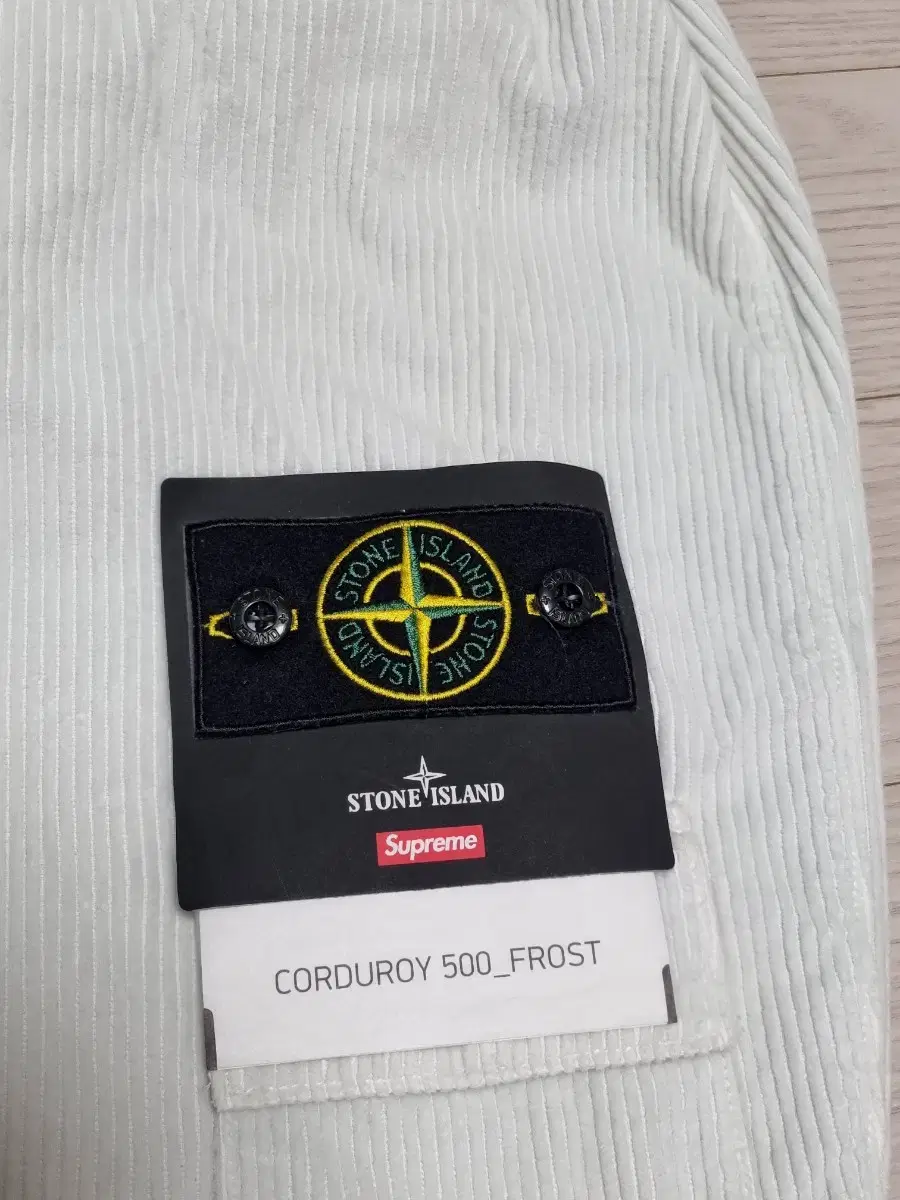 STONE ISLAND
STONE ISLAND
STONE ISLAND
Supreme
CORDUROY 500_FROST